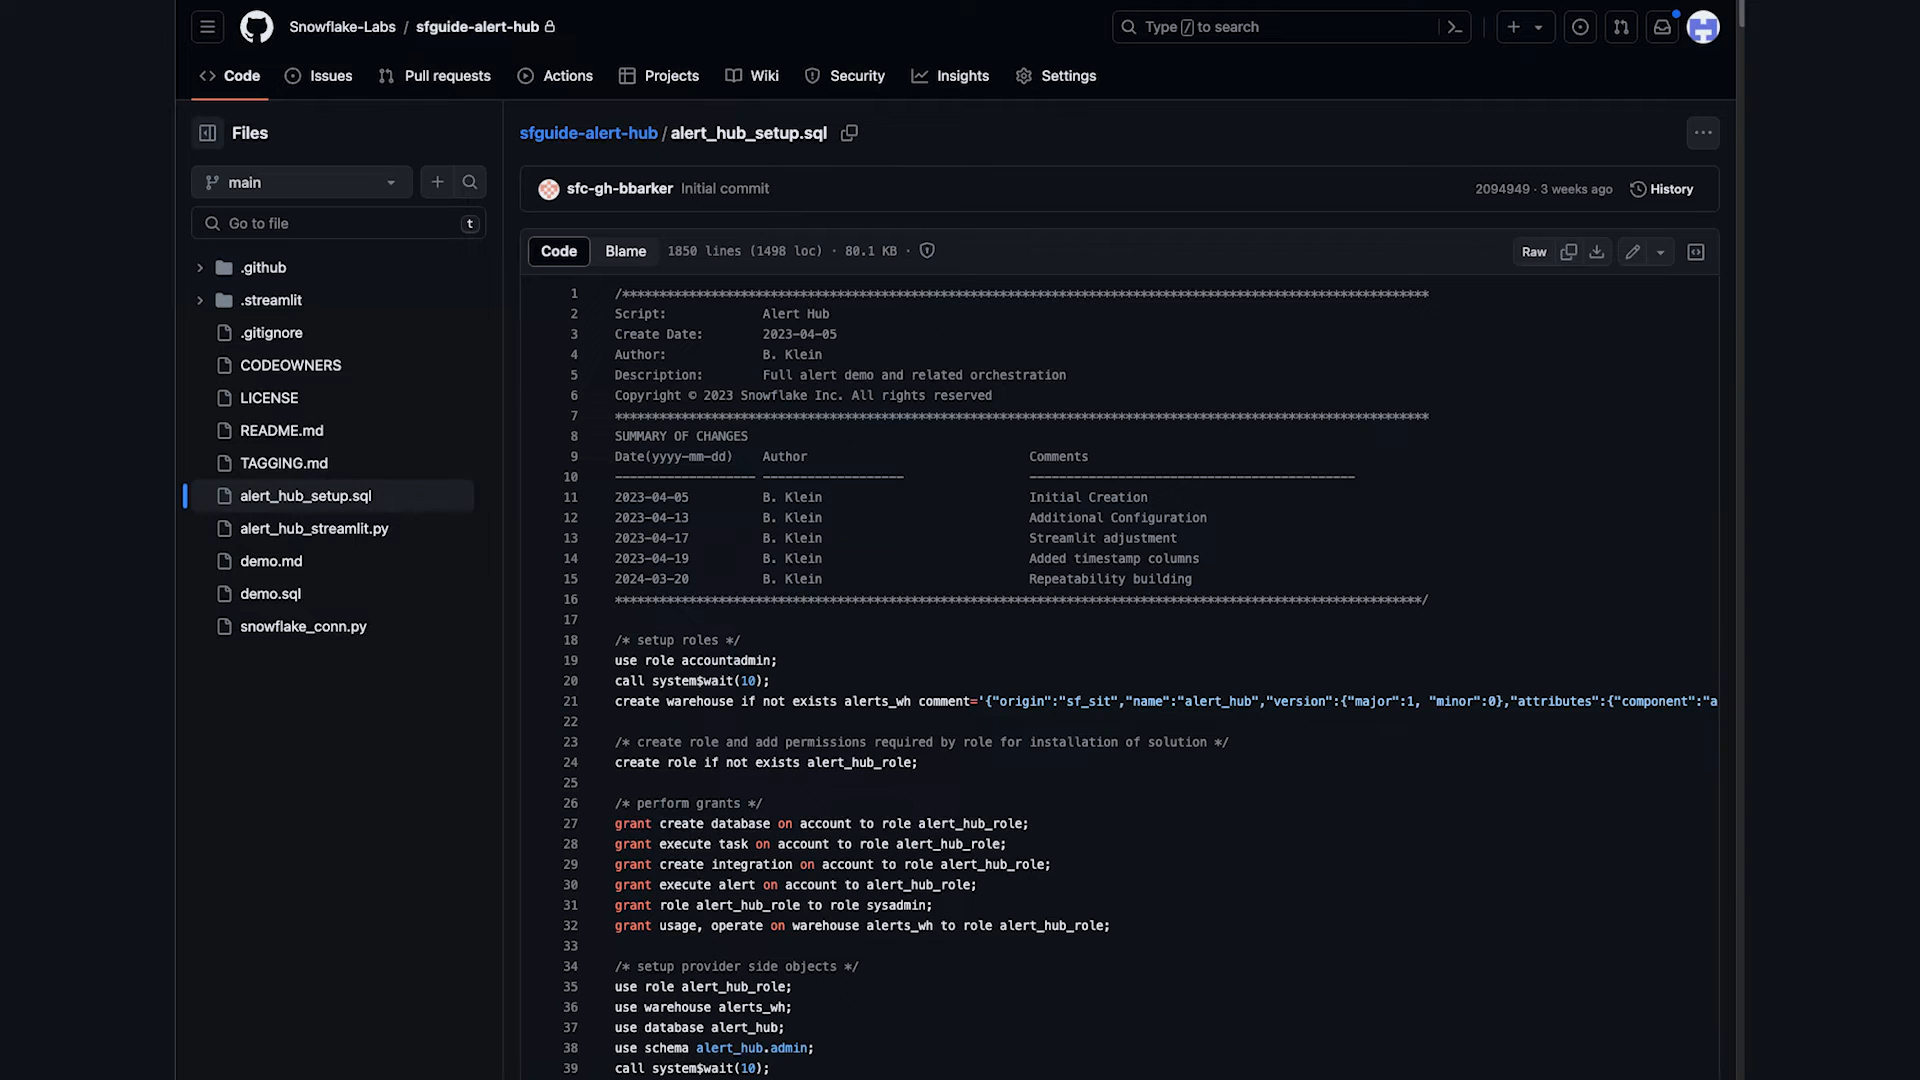 Snowflake-Labs / sfguide-alert-hub
Type / to search
Code Issues Pull requests Actions Projects Wiki Security Insights Settings
Files
sfguide-alert-hub / alert_hub_setup.sql
main
sfc-gh-bbarker Initial commit 2094949 · 3 weeks ago History
Go to file t
Code Blame 1850 lines (1498 loc) · 80.1 KB · Raw
.github
.streamlit
.gitignore
CODEOWNERS
LICENSE
README.md
TAGGING.md
alert_hub_setup.sql
alert_hub_streamlit.py
demo.md
demo.sql
snowflake_conn.py
1 /*************************************************************************************************************
2 Script: Alert Hub
3 Create Date: 2023-04-05
4 Author: B. Klein
5 Description: Full alert demo and related orchestration
6 Copyright © 2023 Snowflake Inc. All rights reserved
7 **************************************************************************************************************
8 SUMMARY OF CHANGES
9 Date(yyyy-mm-dd) Author Comments
10 ------------------- ------------------- --------------------------------------------
11 2023-04-05 B. Klein Initial Creation
12 2023-04-13 B. Klein Additional Configuration
13 2023-04-17 B. Klein Streamlit adjustment
14 2023-04-19 B. Klein Added timestamp columns
15 2024-03-20 B. Klein Repeatability building
16 *************************************************************************************************************/
17
18 /* setup roles */
19 use role accountadmin;
20 call system$wait(10);
21 create warehouse if not exists alerts_wh comment='{"origin":"sf_sit","name":"alert_hub","version":{"major":1, "minor":0},"attributes":{"component":"a
22
23 /* create role and add permissions required by role for installation of solution */
24 create role if not exists alert_hub_role;
25
26 /* perform grants */
27 grant create database on account to role alert_hub_role;
28 grant execute task on account to role alert_hub_role;
29 grant create integration on account to role alert_hub_role;
30 grant execute alert on account to alert_hub_role;
31 grant role alert_hub_role to role sysadmin;
32 grant usage, operate on warehouse alerts_wh to role alert_hub_role;
33
34 /* setup provider side objects */
35 use role alert_hub_role;
36 use warehouse alerts_wh;
37 use database alert_hub;
38 use schema alert_hub.admin;
39 call system$wait(10);